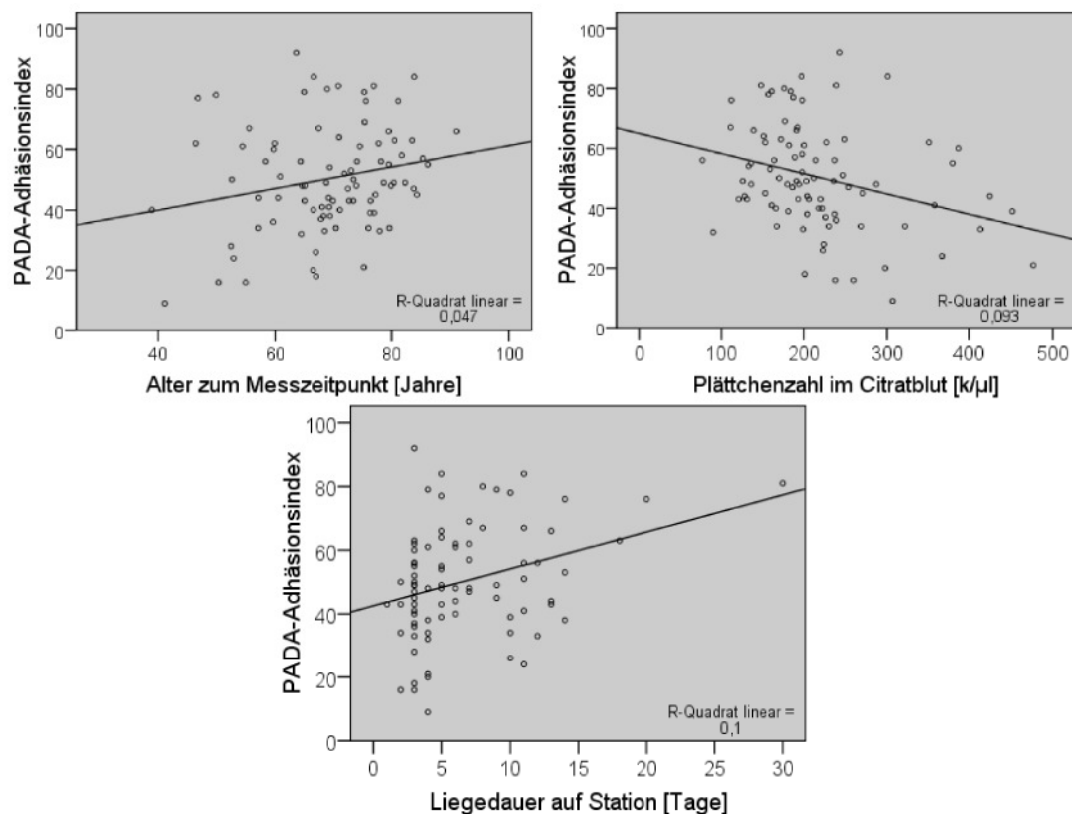 PADA-Adhäsionsindex
100
80
60
40
20
0
R-Quadrat linear =
0,047
40 60 80 100
Alter zum Messzeitpunkt [Jahre]
PADA-Adhäsionsindex
100
80
60
40
20
0
R-Quadrat linear =
0,093
0 100 200 300 400 500
Plättchenzahl im Citratblut [k/µl]
PADA-Adhäsionsindex
100
80
60
40
20
0
R-Quadrat linear =
0,1
0 5 10 15 20 25 30
Liegedauer auf Station [Tage]